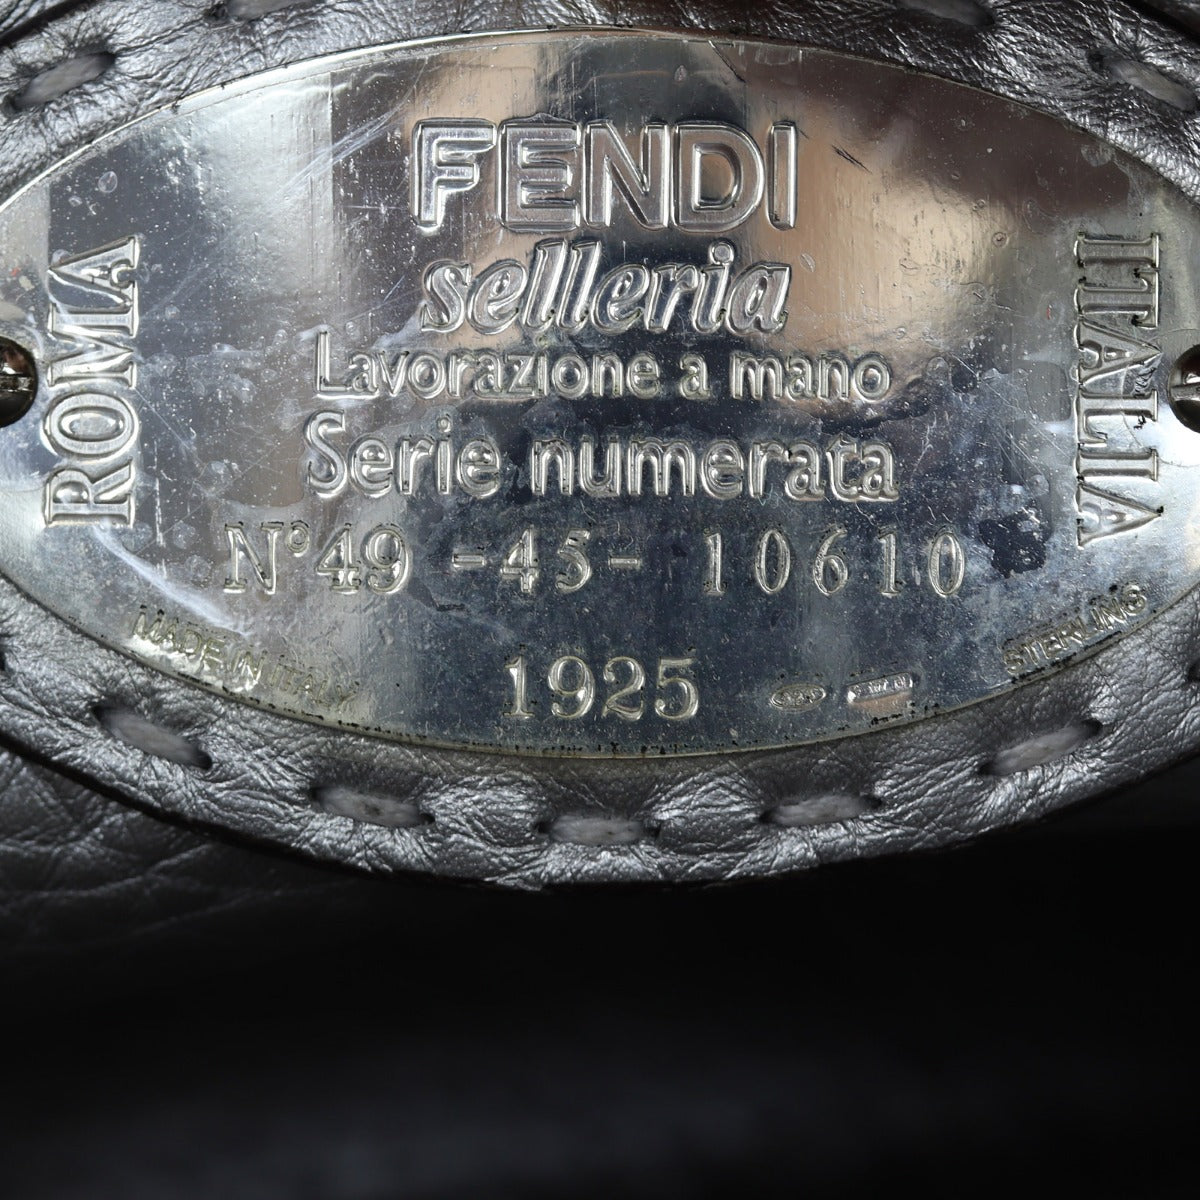 FENDI
selleria
Lavorazione a mano
Serie numerata
N° 49 -45- 10610
1925
ROMA
ITALIA
MADE IN ITALY
STERLING